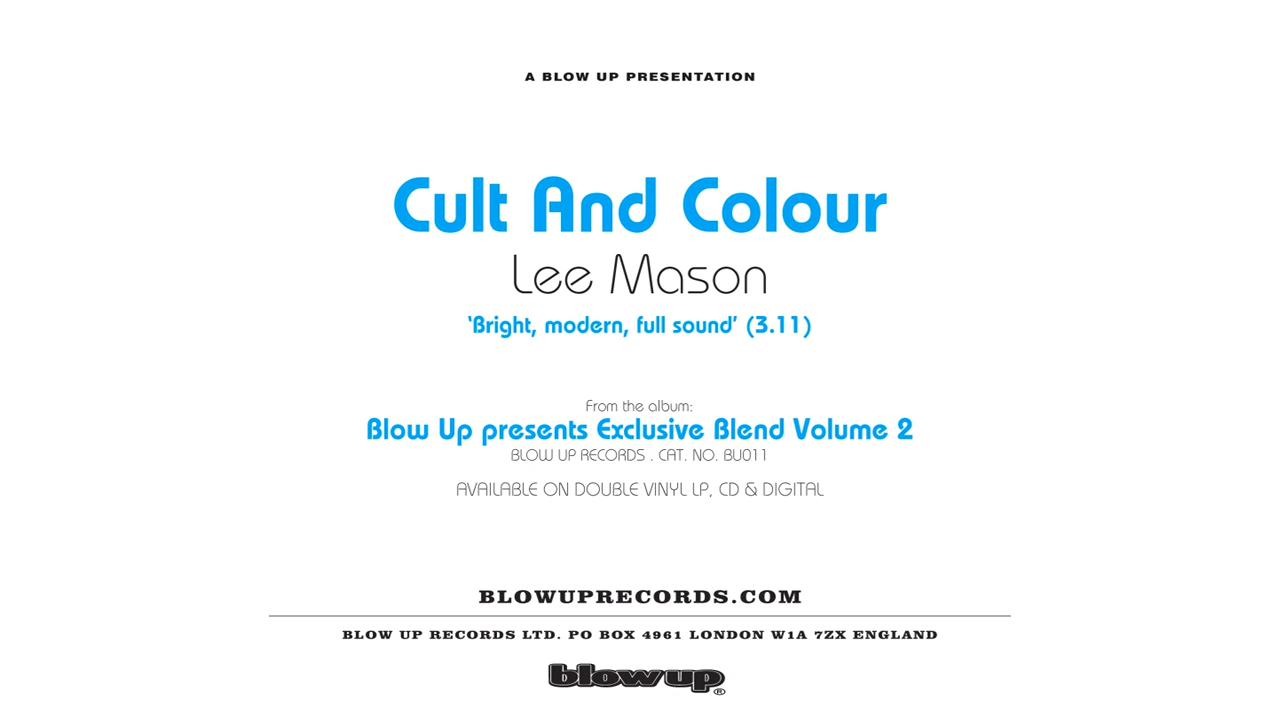 A BLOW UP PRESENTATION
Cult And Colour
Lee Mason
‘Bright, modern, full sound’ (3.11)
From the album:
Blow Up presents Exclusive Blend Volume 2
BLOW UP RECORDS . CAT. NO. BU011
AVAILABLE ON DOUBLE VINYL LP, CD & DIGITAL
BLOWUPRECORDS.COM
BLOW UP RECORDS LTD. PO BOX 4961 LONDON W1A 7ZX ENGLAND
blow up ®